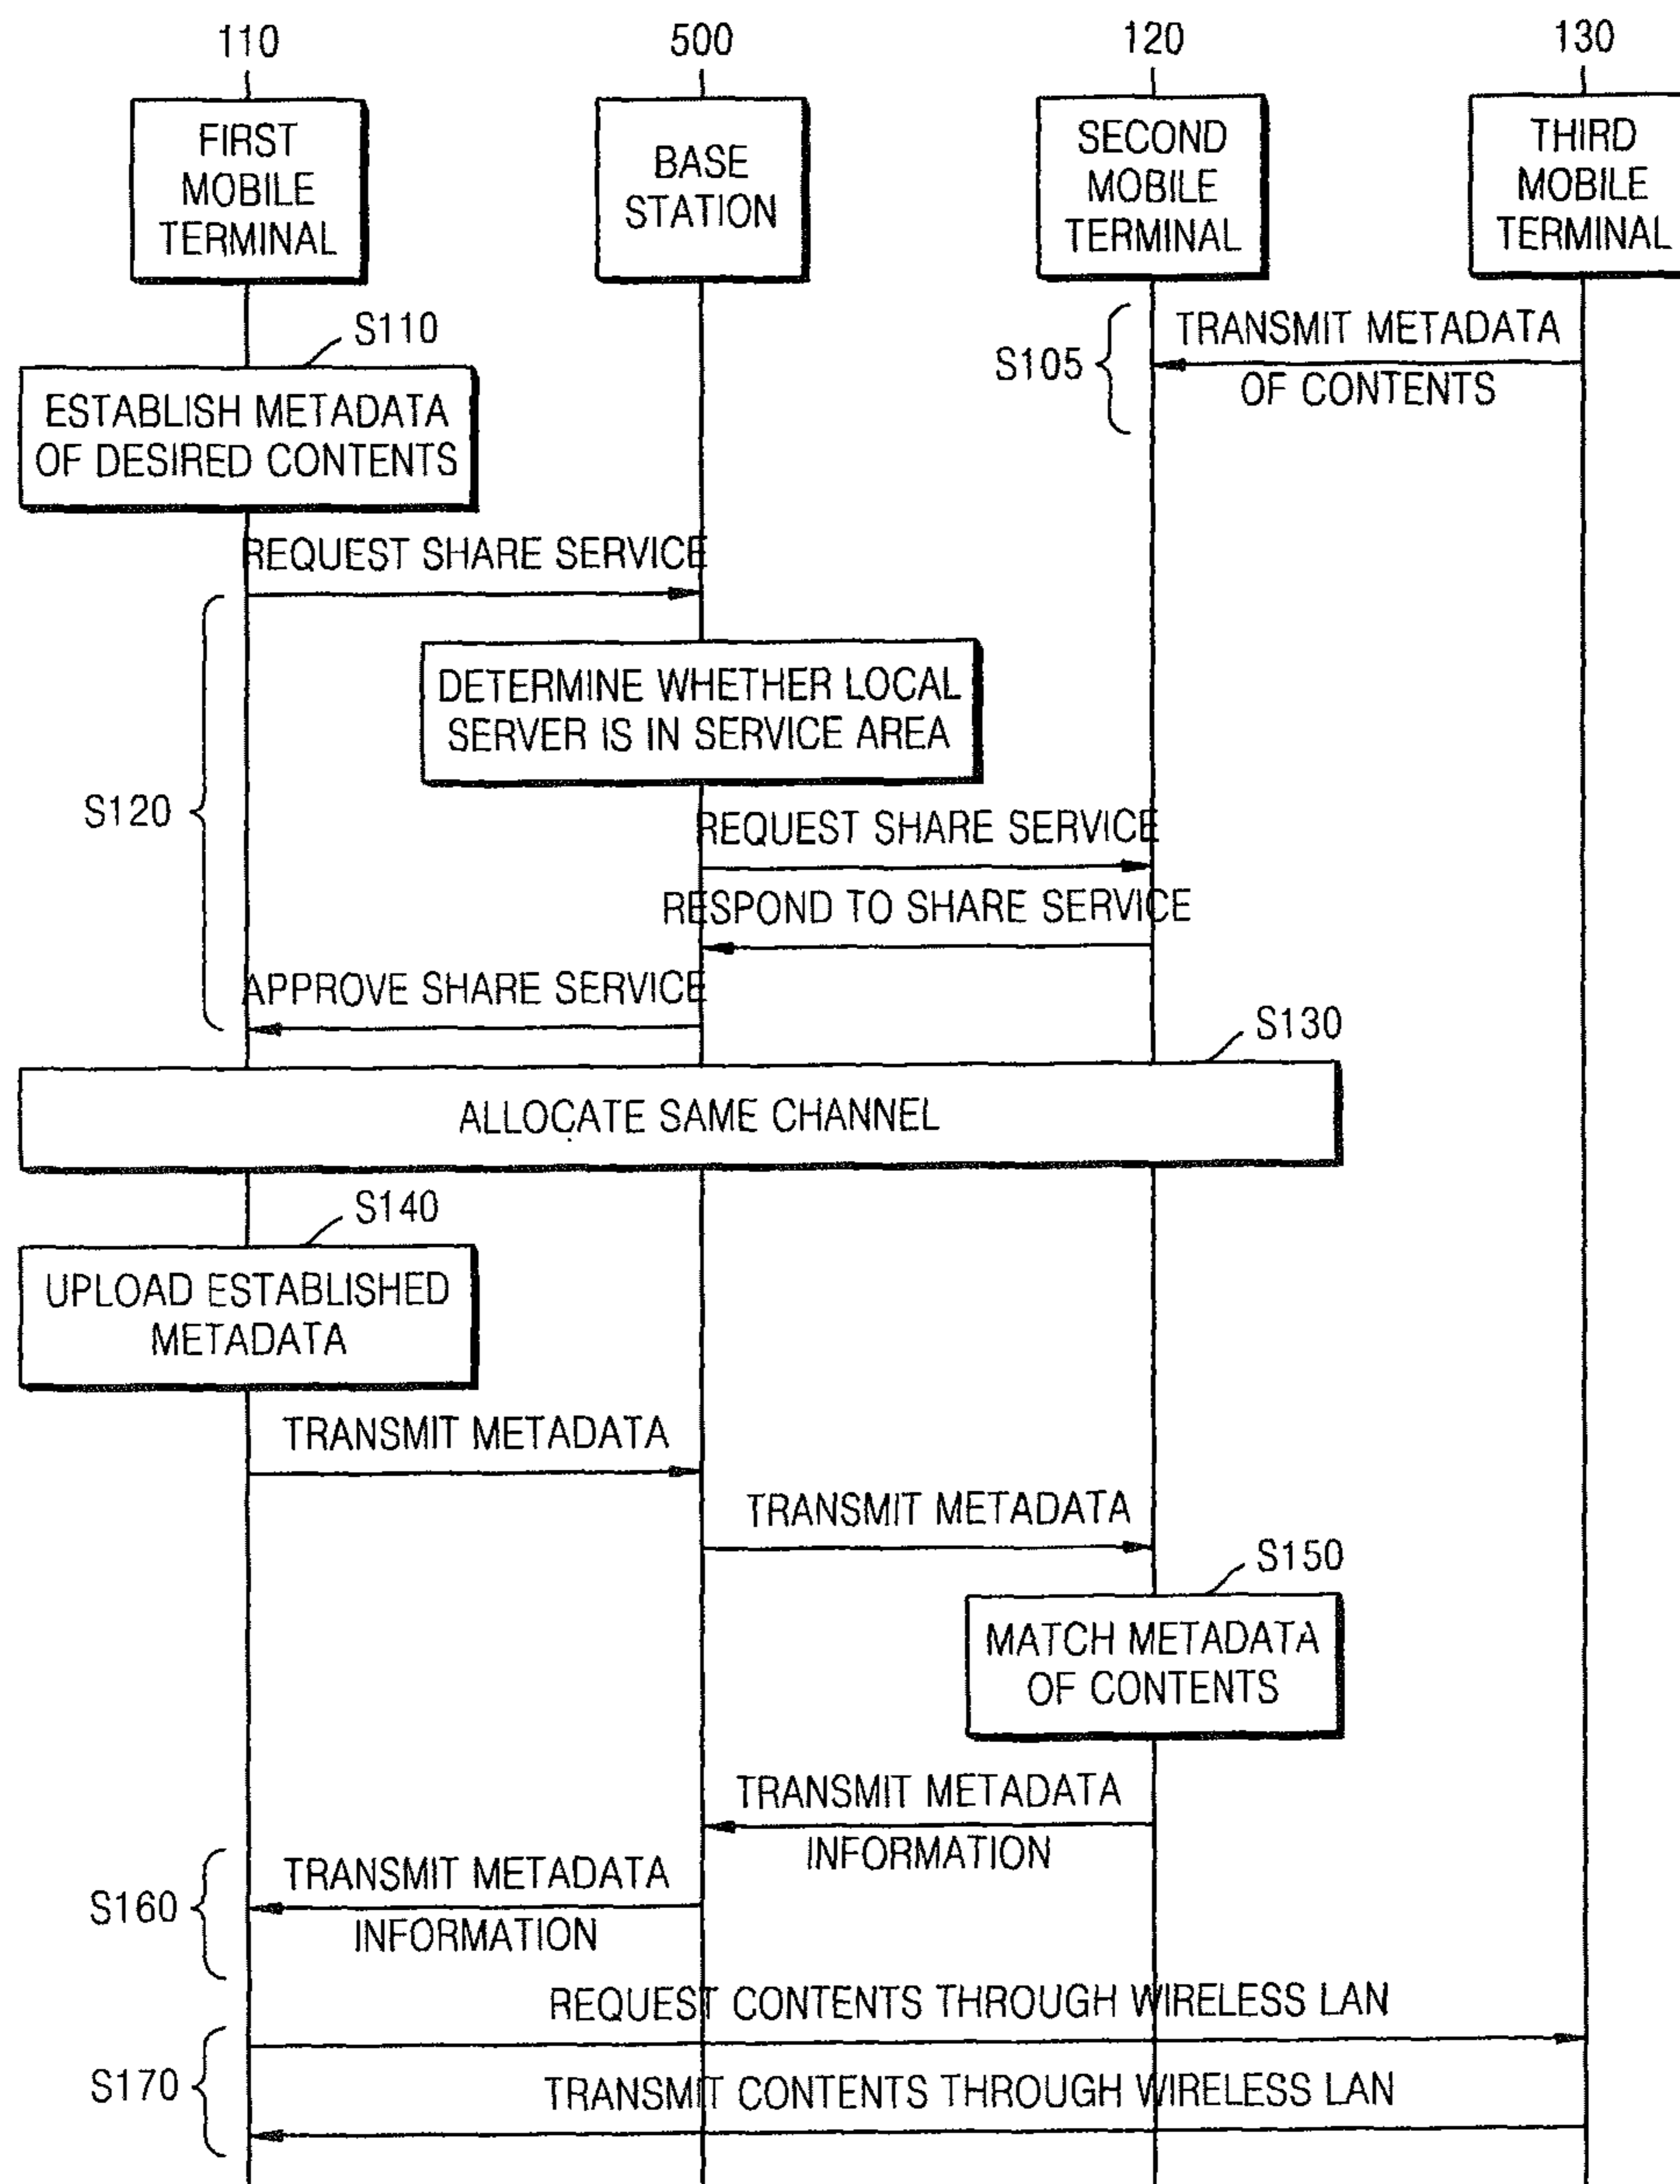 110
500
120
130
FIRST
MOBILE
TERMINAL
BASE
STATION
SECOND
MOBILE
TERMINAL
THIRD
MOBILE
TERMINAL
S110
S105
TRANSMIT METADATA
OF CONTENTS
ESTABLISH METADATA
OF DESIRED CONTENTS
REQUEST SHARE SERVICE
DETERMINE WHETHER LOCAL
SERVER IS IN SERVICE AREA
S120
REQUEST SHARE SERVICE
RESPOND TO SHARE SERVICE
APPROVE SHARE SERVICE
S130
ALLOCATE SAME CHANNEL
S140
UPLOAD ESTABLISHED
METADATA
TRANSMIT METADATA
TRANSMIT METADATA
S150
MATCH METADATA
OF CONTENTS
TRANSMIT METADATA
INFORMATION
S160
TRANSMIT METADATA
INFORMATION
REQUEST CONTENTS THROUGH WIRELESS LAN
S170
TRANSMIT CONTENTS THROUGH WIRELESS LAN